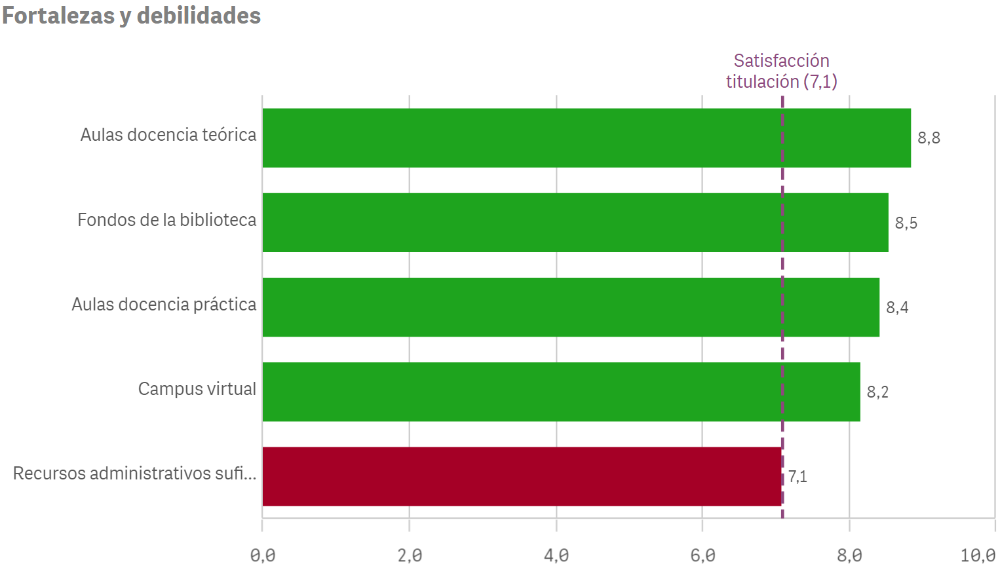 Fortalezas y debilidades
Satisfacción
titulación (7,1)
Aulas docencia teórica
8,8
Fondos de la biblioteca
8,5
Aulas docencia práctica
8,4
Campus virtual
8,2
Recursos administrativos sufi...
7,1
0,0 2,0 4,0 6,0 8,0 10,0